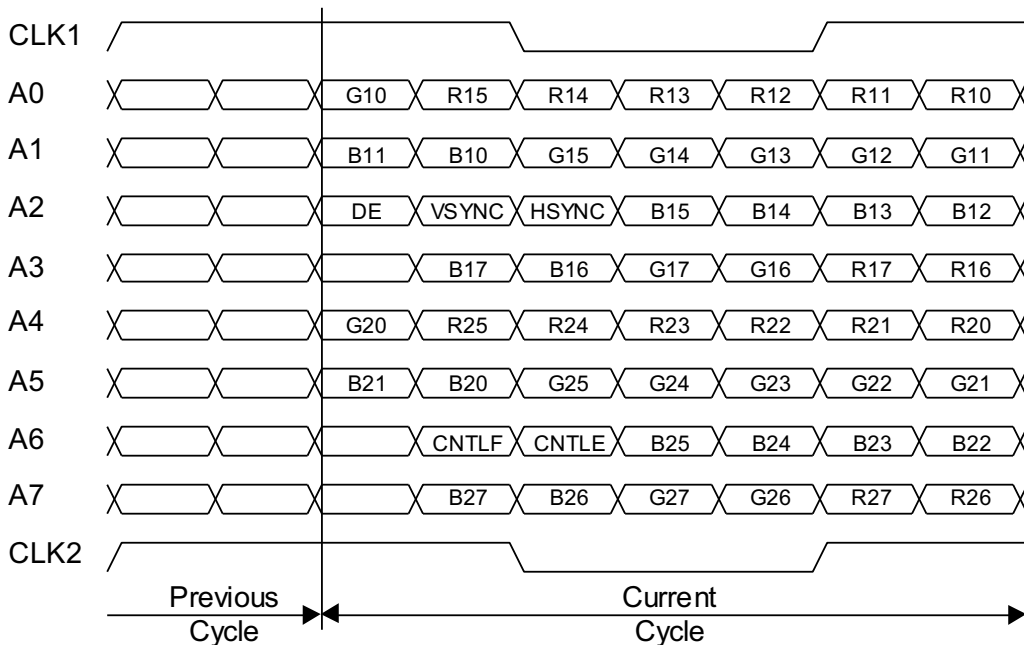 CLK1
A0 G10 R15 R14 R13 R12 R11 R10
A1 B11 B10 G15 G14 G13 G12 G11
A2 DE VSYNC HSYNC B15 B14 B13 B12
A3 B17 B16 G17 G16 R17 R16
A4 G20 R25 R24 R23 R22 R21 R20
A5 B21 B20 G25 G24 G23 G22 G21
A6 CNTLF CNTLE B25 B24 B23 B22
A7 B27 B26 G27 G26 R27 R26
CLK2
Previous Current
Cycle Cycle